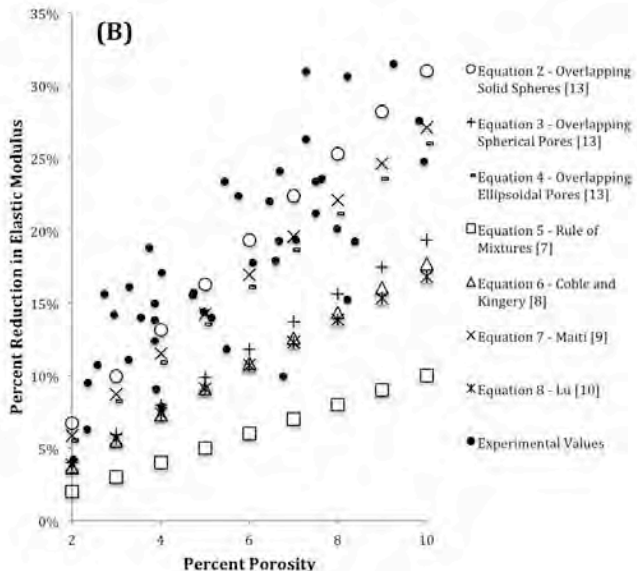 (B)
35%
30%
25%
20%
15%
10%
5%
0%
Percent Reduction in Elastic Modulus
2
4
6
8
10
Percent Porosity
Equation 2 - Overlapping
Solid Spheres [13]
Equation 3 - Overlapping
Spherical Pores [13]
Equation 4 - Overlapping
Ellipsoidal Pores [13]
Equation 5 - Rule of
Mixtures [7]
Equation 6 - Coble and
Kingery [8]
Equation 7 - Maiti [9]
Equation 8 - Lu [10]
Experimental Values